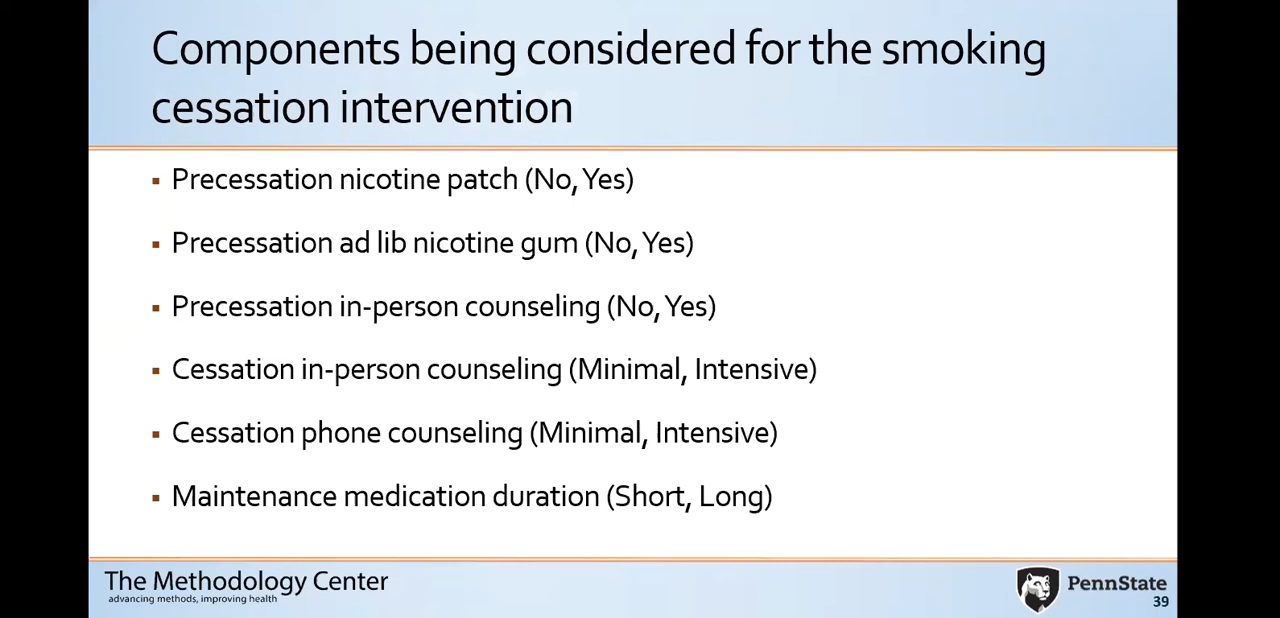 Components being considered for the smoking
cessation intervention
▪ Precessation nicotine patch (No, Yes)
▪ Precessation ad lib nicotine gum (No, Yes)
▪ Precessation in-person counseling (No, Yes)
▪ Cessation in-person counseling (Minimal, Intensive)
▪ Cessation phone counseling (Minimal, Intensive)
▪ Maintenance medication duration (Short, Long)
The Methodology Center
advancing methods, improving health
PennState
39